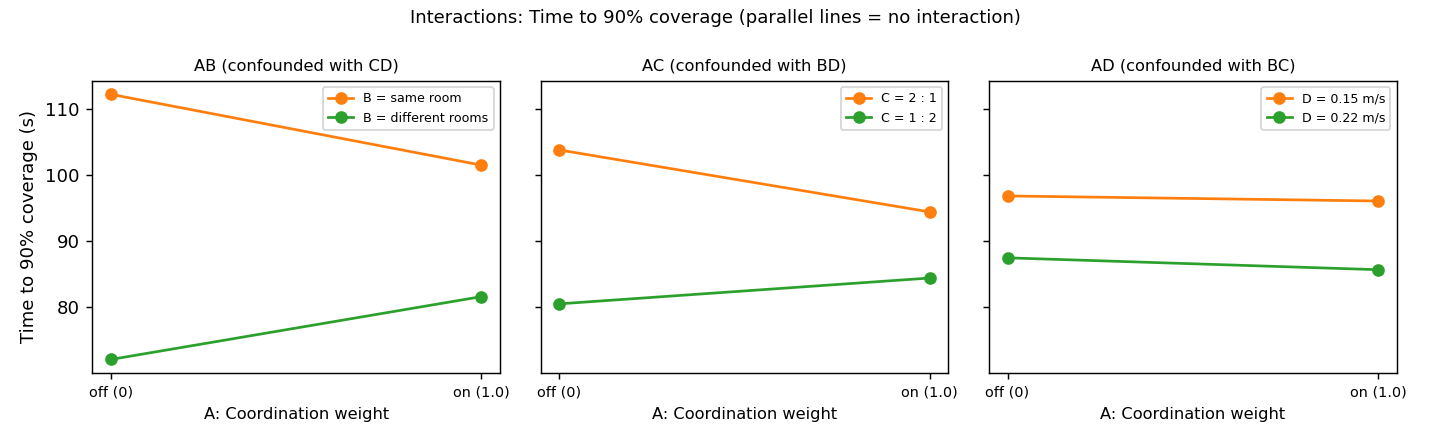 Interactions: Time to 90% coverage (parallel lines = no interaction)
AB (confounded with CD)
AC (confounded with BD)
AD (confounded with BC)
Time to 90% coverage (s)
110
100
90
80
B = same room
B = different rooms
C = 2 : 1
C = 1 : 2
D = 0.15 m/s
D = 0.22 m/s
off (0)
on (1.0)
off (0)
on (1.0)
off (0)
on (1.0)
A: Coordination weight
A: Coordination weight
A: Coordination weight